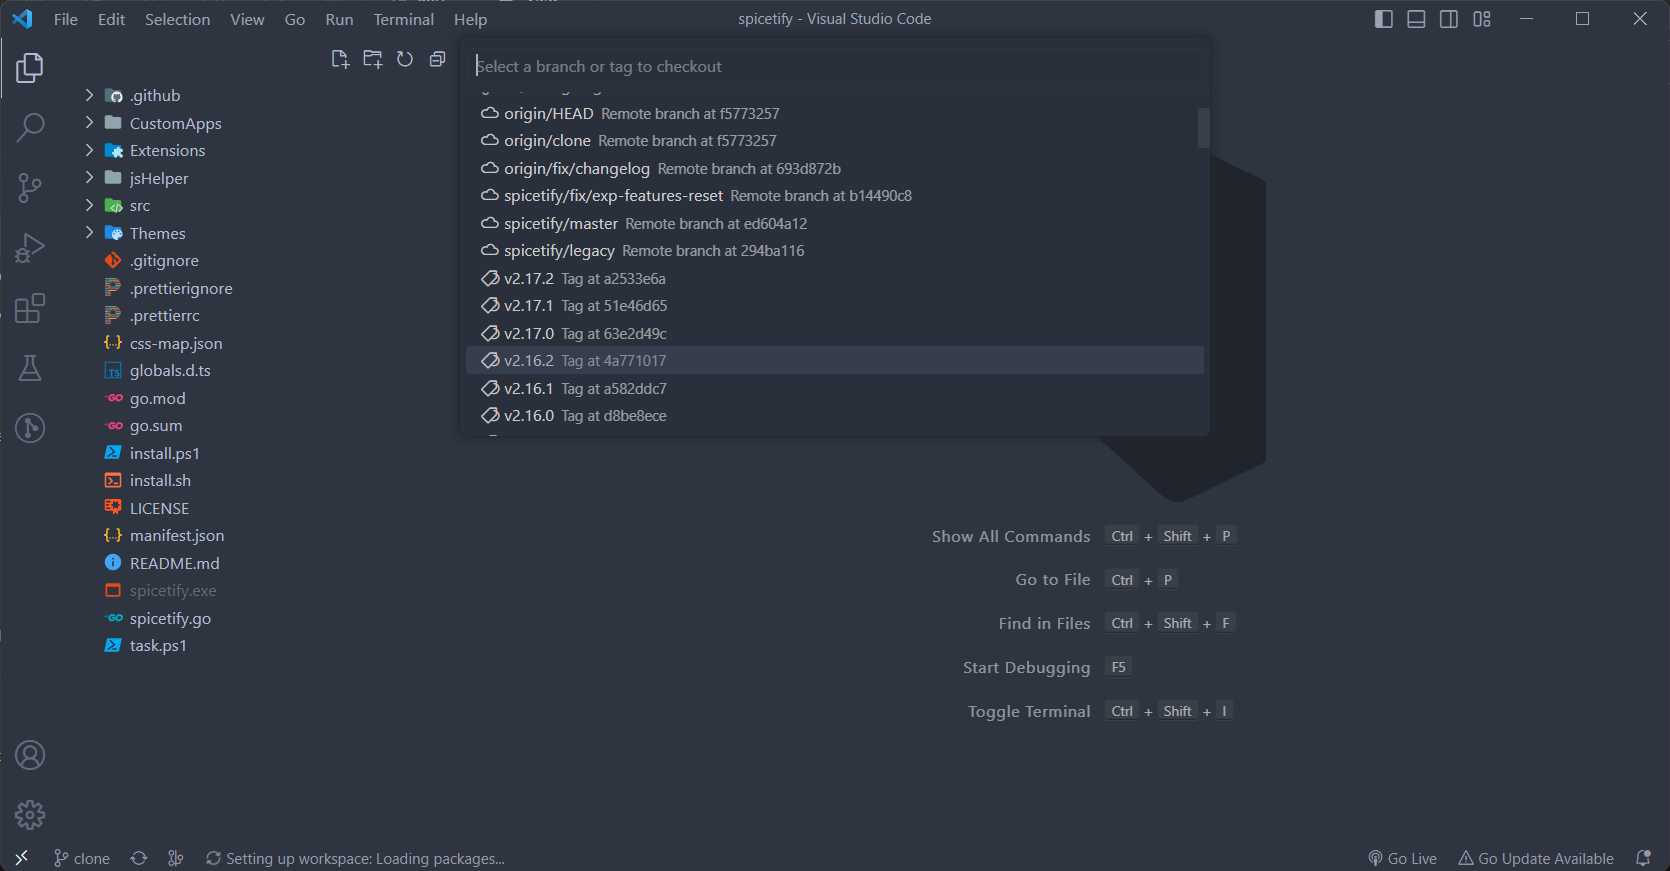 File Edit Selection View Go Run Terminal Help
spicetify - Visual Studio Code
Select a branch or tag to checkout
origin/HEAD Remote branch at f5773257
origin/clone Remote branch at f5773257
origin/fix/changelog Remote branch at 693d872b
spicetify/fix/exp-features-reset Remote branch at b14490c8
spicetify/master Remote branch at ed604a12
spicetify/legacy Remote branch at 294ba116
v2.17.2 Tag at a2533e6a
v2.17.1 Tag at 51e46d65
v2.17.0 Tag at 63e2d49c
v2.16.2 Tag at 4a771017
v2.16.1 Tag at a582ddc7
v2.16.0 Tag at d8be8ece
.github
CustomApps
Extensions
jsHelper
src
Themes
.gitignore
.prettierignore
.prettierrc
css-map.json
globals.d.ts
go.mod
go.sum
install.ps1
install.sh
LICENSE
manifest.json
README.md
spicetify.exe
spicetify.go
task.ps1
Show All Commands Ctrl + Shift + P
Go to File Ctrl + P
Find in Files Ctrl + Shift + F
Start Debugging F5
Toggle Terminal Ctrl + Shift + I
clone
Setting up workspace: Loading packages...
Go Live
Go Update Available